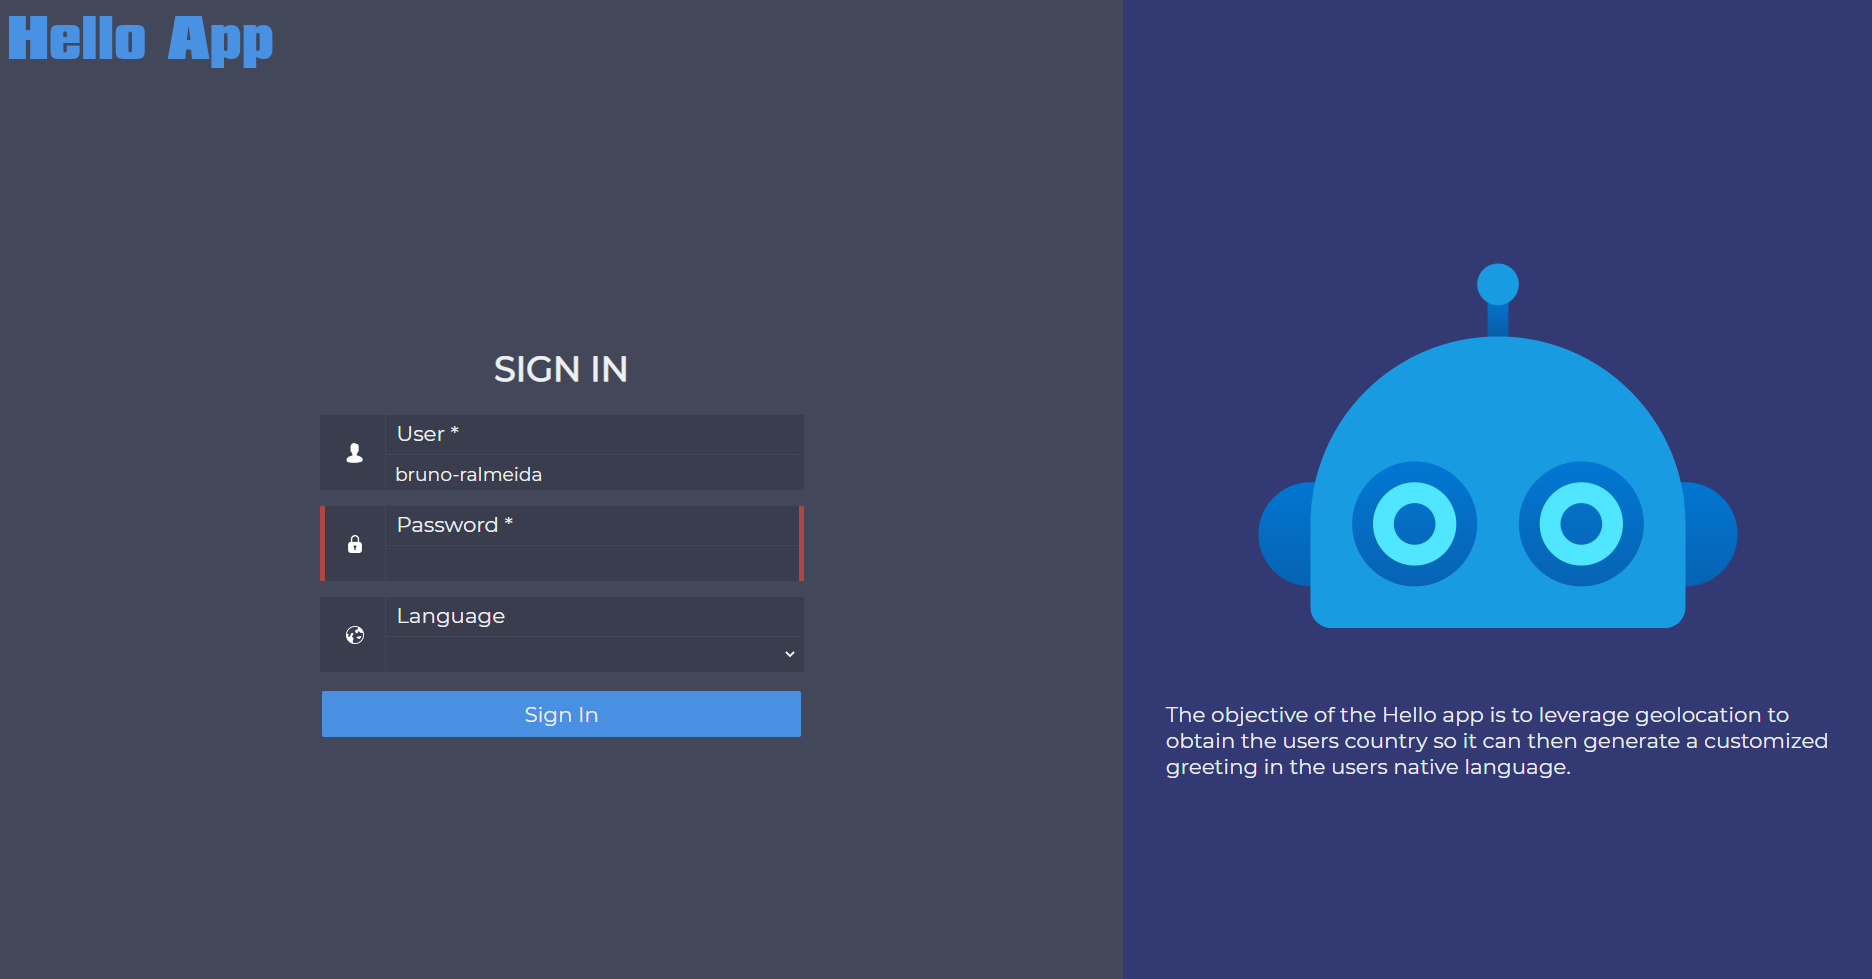 Hello App
SIGN IN
User *
bruno-ralmeida
Password *
Language
Sign In
The objective of the Hello app is to leverage geolocation to
obtain the users country so it can then generate a customized
greeting in the users native language.